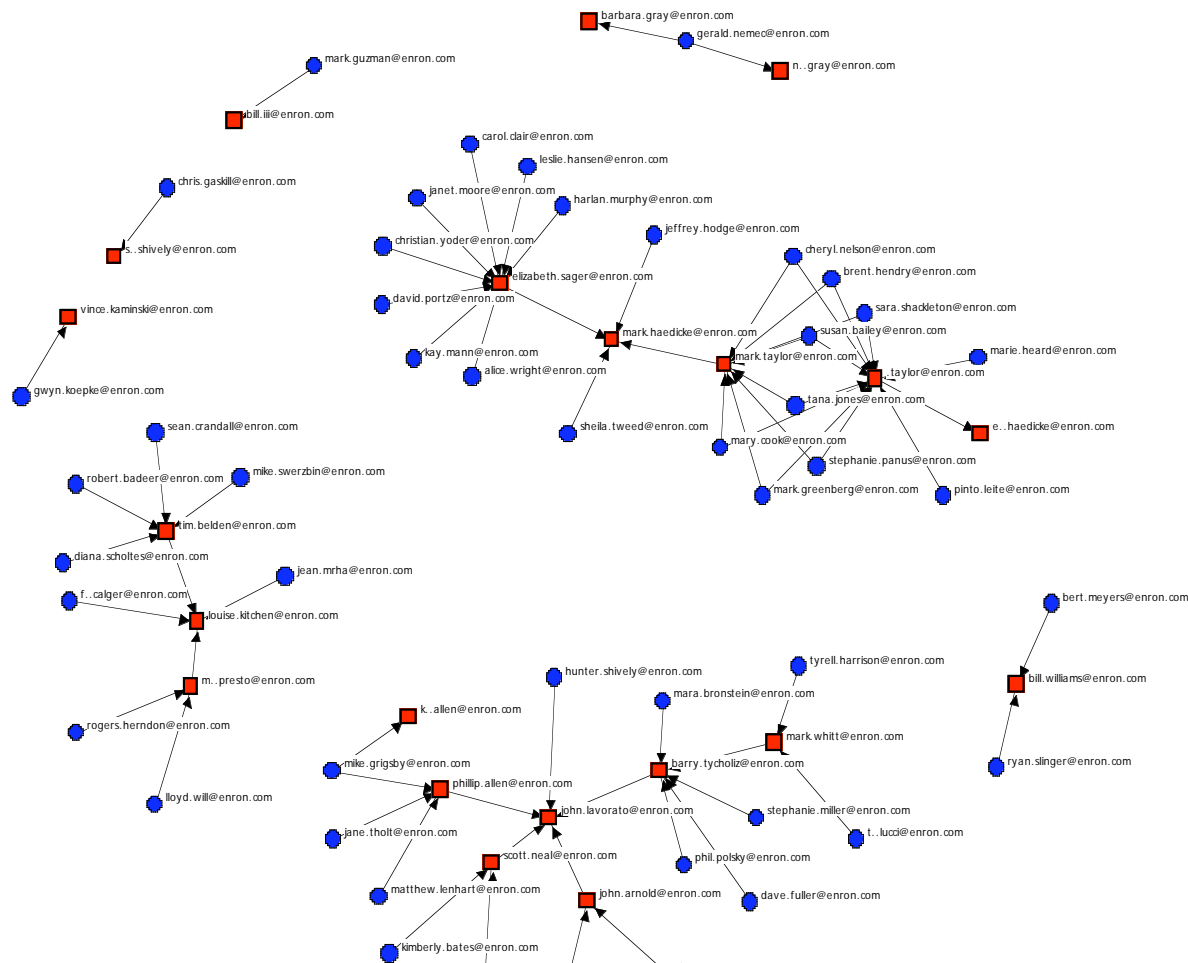 barbara.gray@enron.com
gerald.nemec@enron.com
mark.guzman@enron.com
n..gray@enron.com
bill.iii@enron.com
carol.clair@enron.com
leslie.hansen@enron.com
chris.gaskill@enron.com
janet.moore@enron.com
harlan.murphy@enron.com
jeffrey.hodge@enron.com
christian.yoder@enron.com
s..shively@enron.com
cheryl.nelson@enron.com
brent.hendry@enron.com
elizabeth.sager@enron.com
david.portz@enron.com
vince.kaminski@enron.com
sara.shackleton@enron.com
mark.haedicke@enron.com
susan.bailey@enron.com
kay.mann@enron.com
mark.taylor@enron.com
marie.heard@enron.com
alice.wright@enron.com
.taylor@enron.com
gwyn.koepke@enron.com
tana.jones@enron.com
sean.crandall@enron.com
sheila.tweed@enron.com
e..haedicke@enron.com
mary.cook@enron.com
stephanie.panus@enron.com
mike.swerzbin@enron.com
robert.badeer@enron.com
mark.greenberg@enron.com
pinto.leite@enron.com
tim.belden@enron.com
diana.scholtes@enron.com
jean.mrha@enron.com
f..calger@enron.com
bert.meyers@enron.com
louise.kitchen@enron.com
tyrell.harrison@enron.com
hunter.shively@enron.com
m..presto@enron.com
bill.williams@enron.com
mara.bronstein@enron.com
k..allen@enron.com
rogers.herndon@enron.com
mark.whitt@enron.com
mike.grigsby@enron.com
barry.tycholiz@enron.com
ryan.slinger@enron.com
phillip.allen@enron.com
lloyd.will@enron.com
john.lavorato@enron.com
stephanie.miller@enron.com
jane.tholt@enron.com
t..lucci@enron.com
scott.neal@enron.com
phil.polsky@enron.com
matthew.lenhart@enron.com
john.arnold@enron.com
dave.fuller@enron.com
kimberly.bates@enron.com